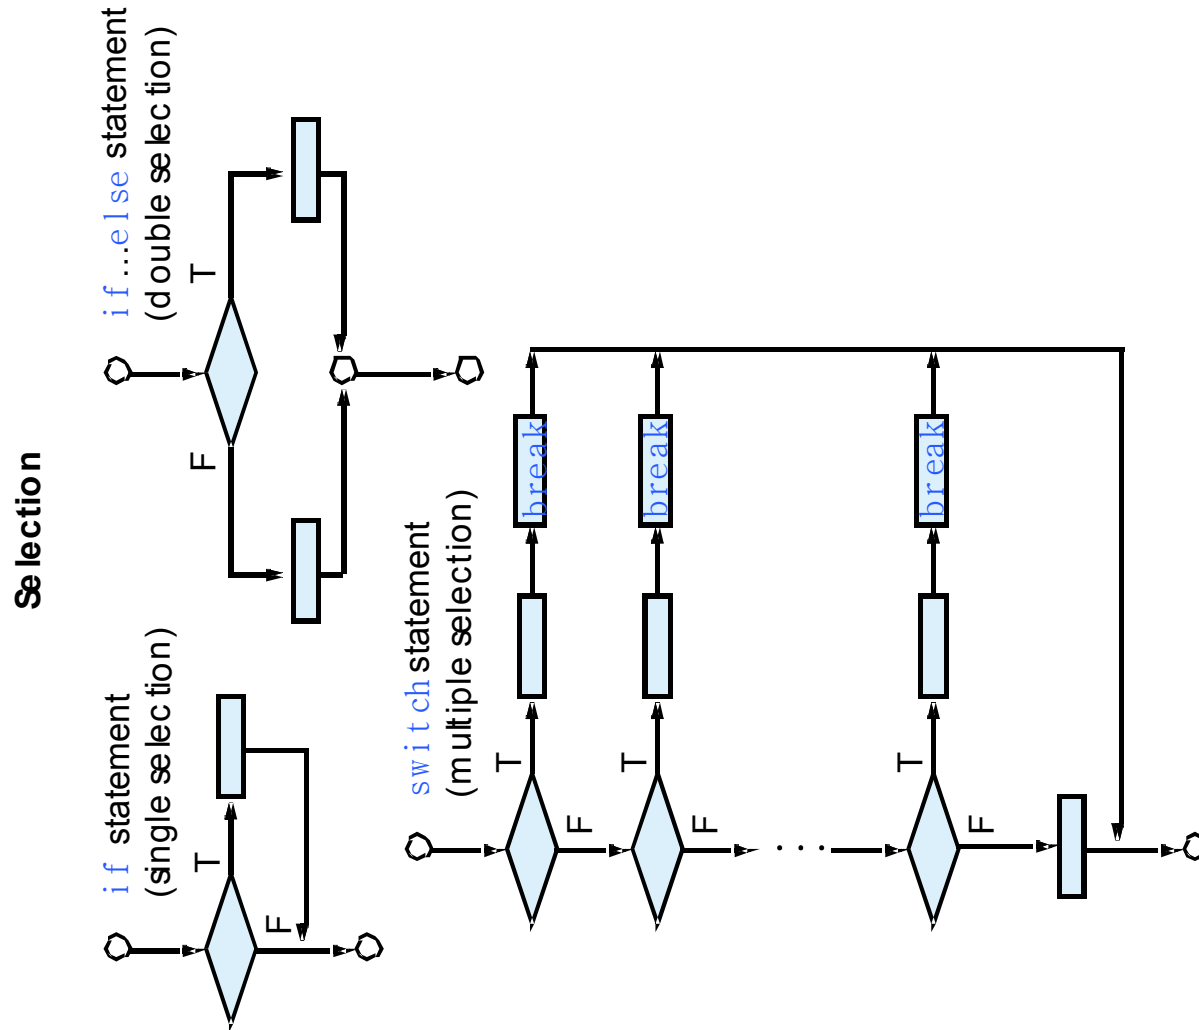 Selection
if statement
(single selection)
T
F
if…else statement
(double selection)
F
T
switch statement
(multiple selection)
T
break
F
T
break
F
. . .
T
break
F